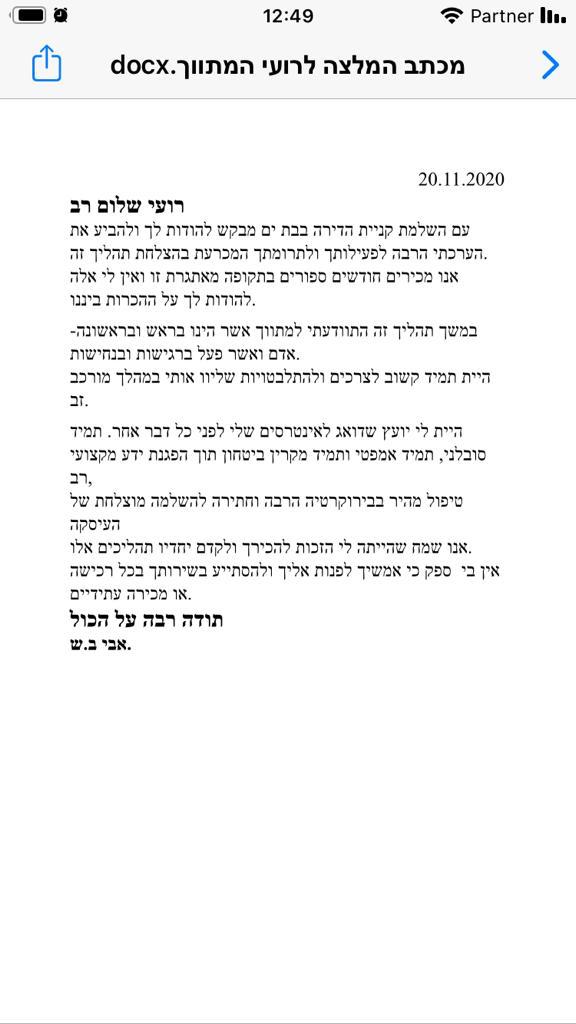 12:49
Partner
מכתב המלצה לרועי המתווך.docx
20.11.2020
רועי שלום רב
עם השלמת קניית הדירה בבת ים מבקש להודות לך ולהביע את
הערכתי הרבה לפעילותך ולתרומתך המכרעת בהצלחת תהליך זה.
אנו מכירים חודשים ספורים בתקופה מאתגרת זו ואין לי אלה
להודות לך על ההכרות ביננו.
במשך תהליך זה התוודעתי למתווך אשר הינו בראש ובראשונה-
אדם ואשר פעל ברגישות ובנחישות.
היית תמיד קשוב לצרכים ולהתלבטויות שליוו אותי במהלך מורכב
זב.
היית לי יועץ שדואג לאינטרסים שלי לפני כל דבר אחר. תמיד
סובלני, תמיד אמפטי ותמיד מקרין ביטחון תוך הפגנת ידע מקצועי
רב,
טיפול מהיר בבירוקרטיה הרבה וחתירה להשלמה מוצלחת של
העיסקה
אנו שמח שהייתה לי הזכות להכירך ולקדם יחדיו תהליכים אלו.
אין בי ספק כי אמשיך לפנות אליך ולהסתייע בשירותך בכל רכישה
או מכירה עתידיים.
תודה רבה על הכול
אבי ב.ש.